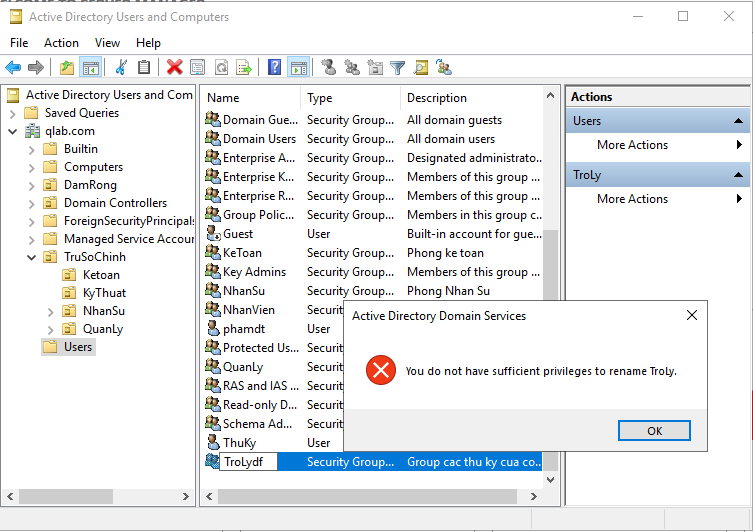 Active Directory Users and Computers
File Action View Help
Active Directory Users and Com
Saved Queries
qlab.com
Builtin
Computers
DamRong
Domain Controllers
ForeignSecurityPrincipals
Managed Service Accour
TruSoChinh
Ketoan
KyThuat
NhanSu
QuanLy
Users
Name Type Description
Domain Gue... Security Group... All domain guests
Domain Users Security Group... All domain users
Enterprise A... Security Group... Designated administrato...
Enterprise K... Security Group... Members of this group ...
Enterprise R... Security Group... Members of this group ...
Group Polic... Security Group... Members in this group c...
Guest User Built-in account for gue...
KeToan Security Group... Phong ke toan
Key Admins Security Group... Members of this group ...
NhanSu Security Group... Phong Nhan Su
NhanVien Security
phamdt User
Protected Us... Securit
QuanLy Securit
RAS and IAS ... Securit
Read-only D... Securit
Schema Ad... Securit
ThuKy User
TroLydf Security Group... Group cac thu ky cua co...
Actions
Users
More Actions
TroLy
More Actions
Active Directory Domain Services
You do not have sufficient privileges to rename TroLy.
OK